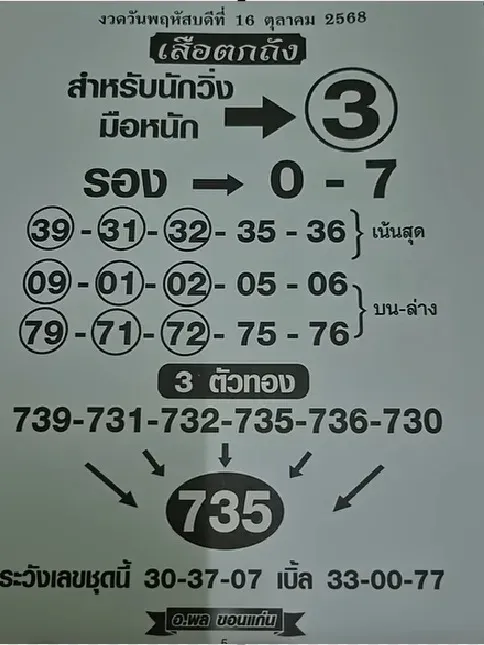 งวดวันพฤหัสบดีที่ 16 ตุลาคม 2568
เสือตกถัง
สำหรับนักวิ่ง
มือหนัก
3
รอง 0 - 7
39 - 31 - 32 - 35 - 36 เน้นสุด
09 - 01 - 02 - 05 - 06
บน-ล่าง
79 - 71 - 72 - 75 - 76
3 ตัวทอง
739-731-732-735-736-730
735
ระวังเลขชุดนี้ 30-37-07 เบิ้ล 33-00-77
อ.พล ขอนแก่น